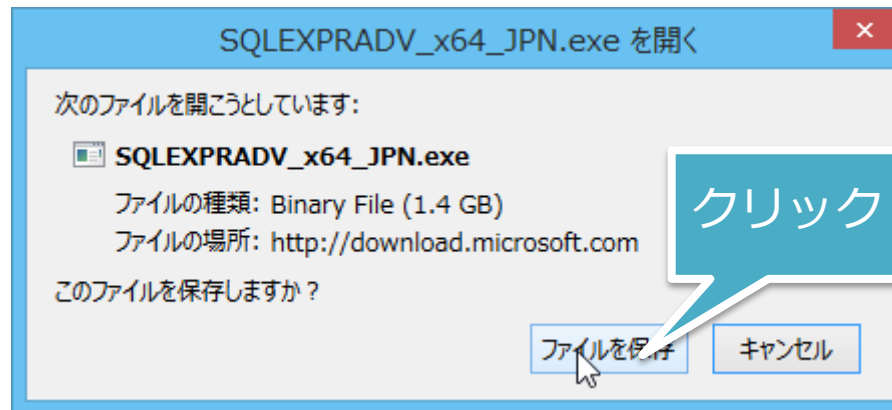 SQLEXPRADV_x64_JPN.exe を開く
次のファイルを開こうとしています:
SQLEXPRADV_x64_JPN.exe
ファイルの種類: Binary File (1.4 GB)
ファイルの場所: http://download.microsoft.com
このファイルを保存しますか？
クリック
ファイルを保存
キャンセル